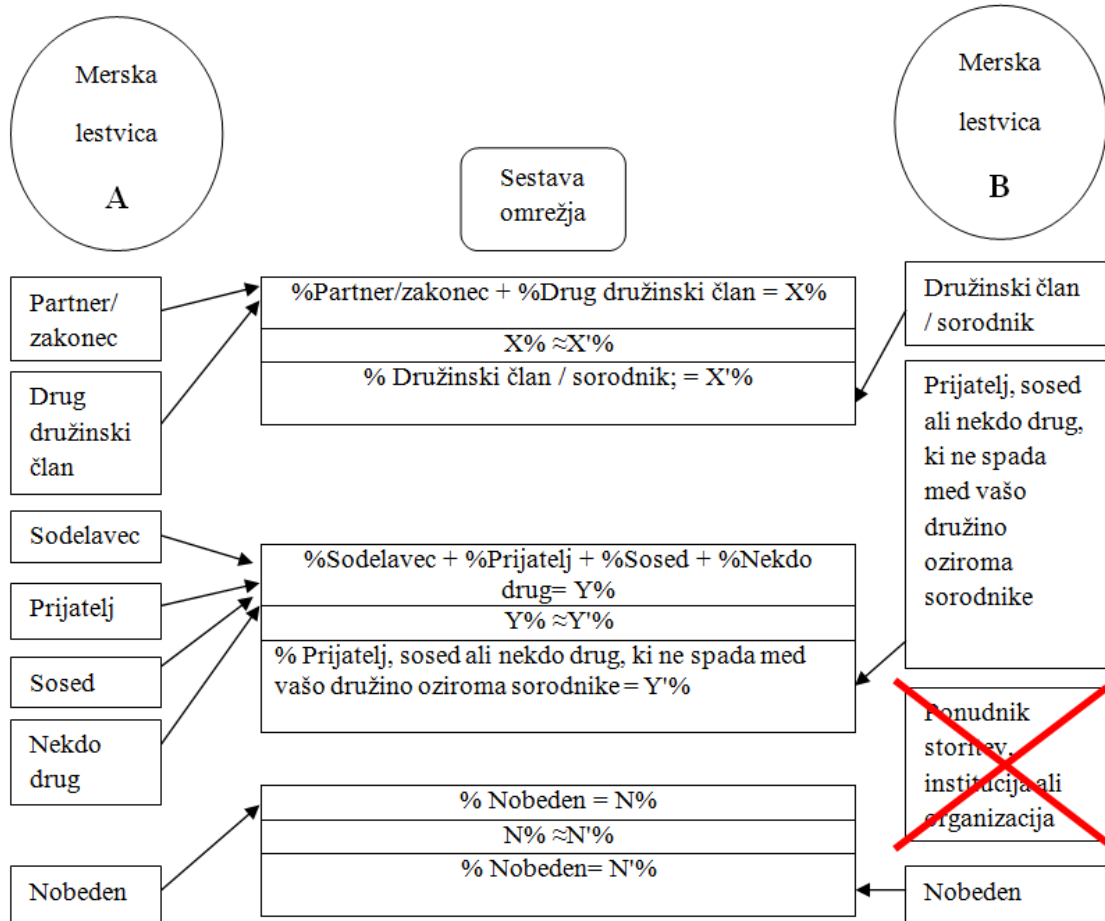 Merska
lestvica
A
Sestava
omrežja
Merska
lestvica
B
Partner/
zakonec
Drug
družinski
član
Sodelavec
Prijatelj
Sosed
Nekdo
drug
Nobeden
%Partner/zakonec + %Drug družinski član = X%
X% ≈X'%
% Družinski član / sorodnik; = X'%
%Sodelavec + %Prijatelj + %Sosed + %Nekdo
drug= Y%
Y% ≈Y'%
% Prijatelj, sosed ali nekdo drug, ki ne spada med
vašo družino oziroma sorodnike = Y'%
% Nobeden = N%
N% ≈N'%
% Nobeden= N'%
Družinski član
/ sorodnik
Prijatelj, sosed
ali nekdo drug,
ki ne spada
med vašo
družino
oziroma
sorodnike
Ponudnik
storitev,
institucija ali
organizacija
Nobeden